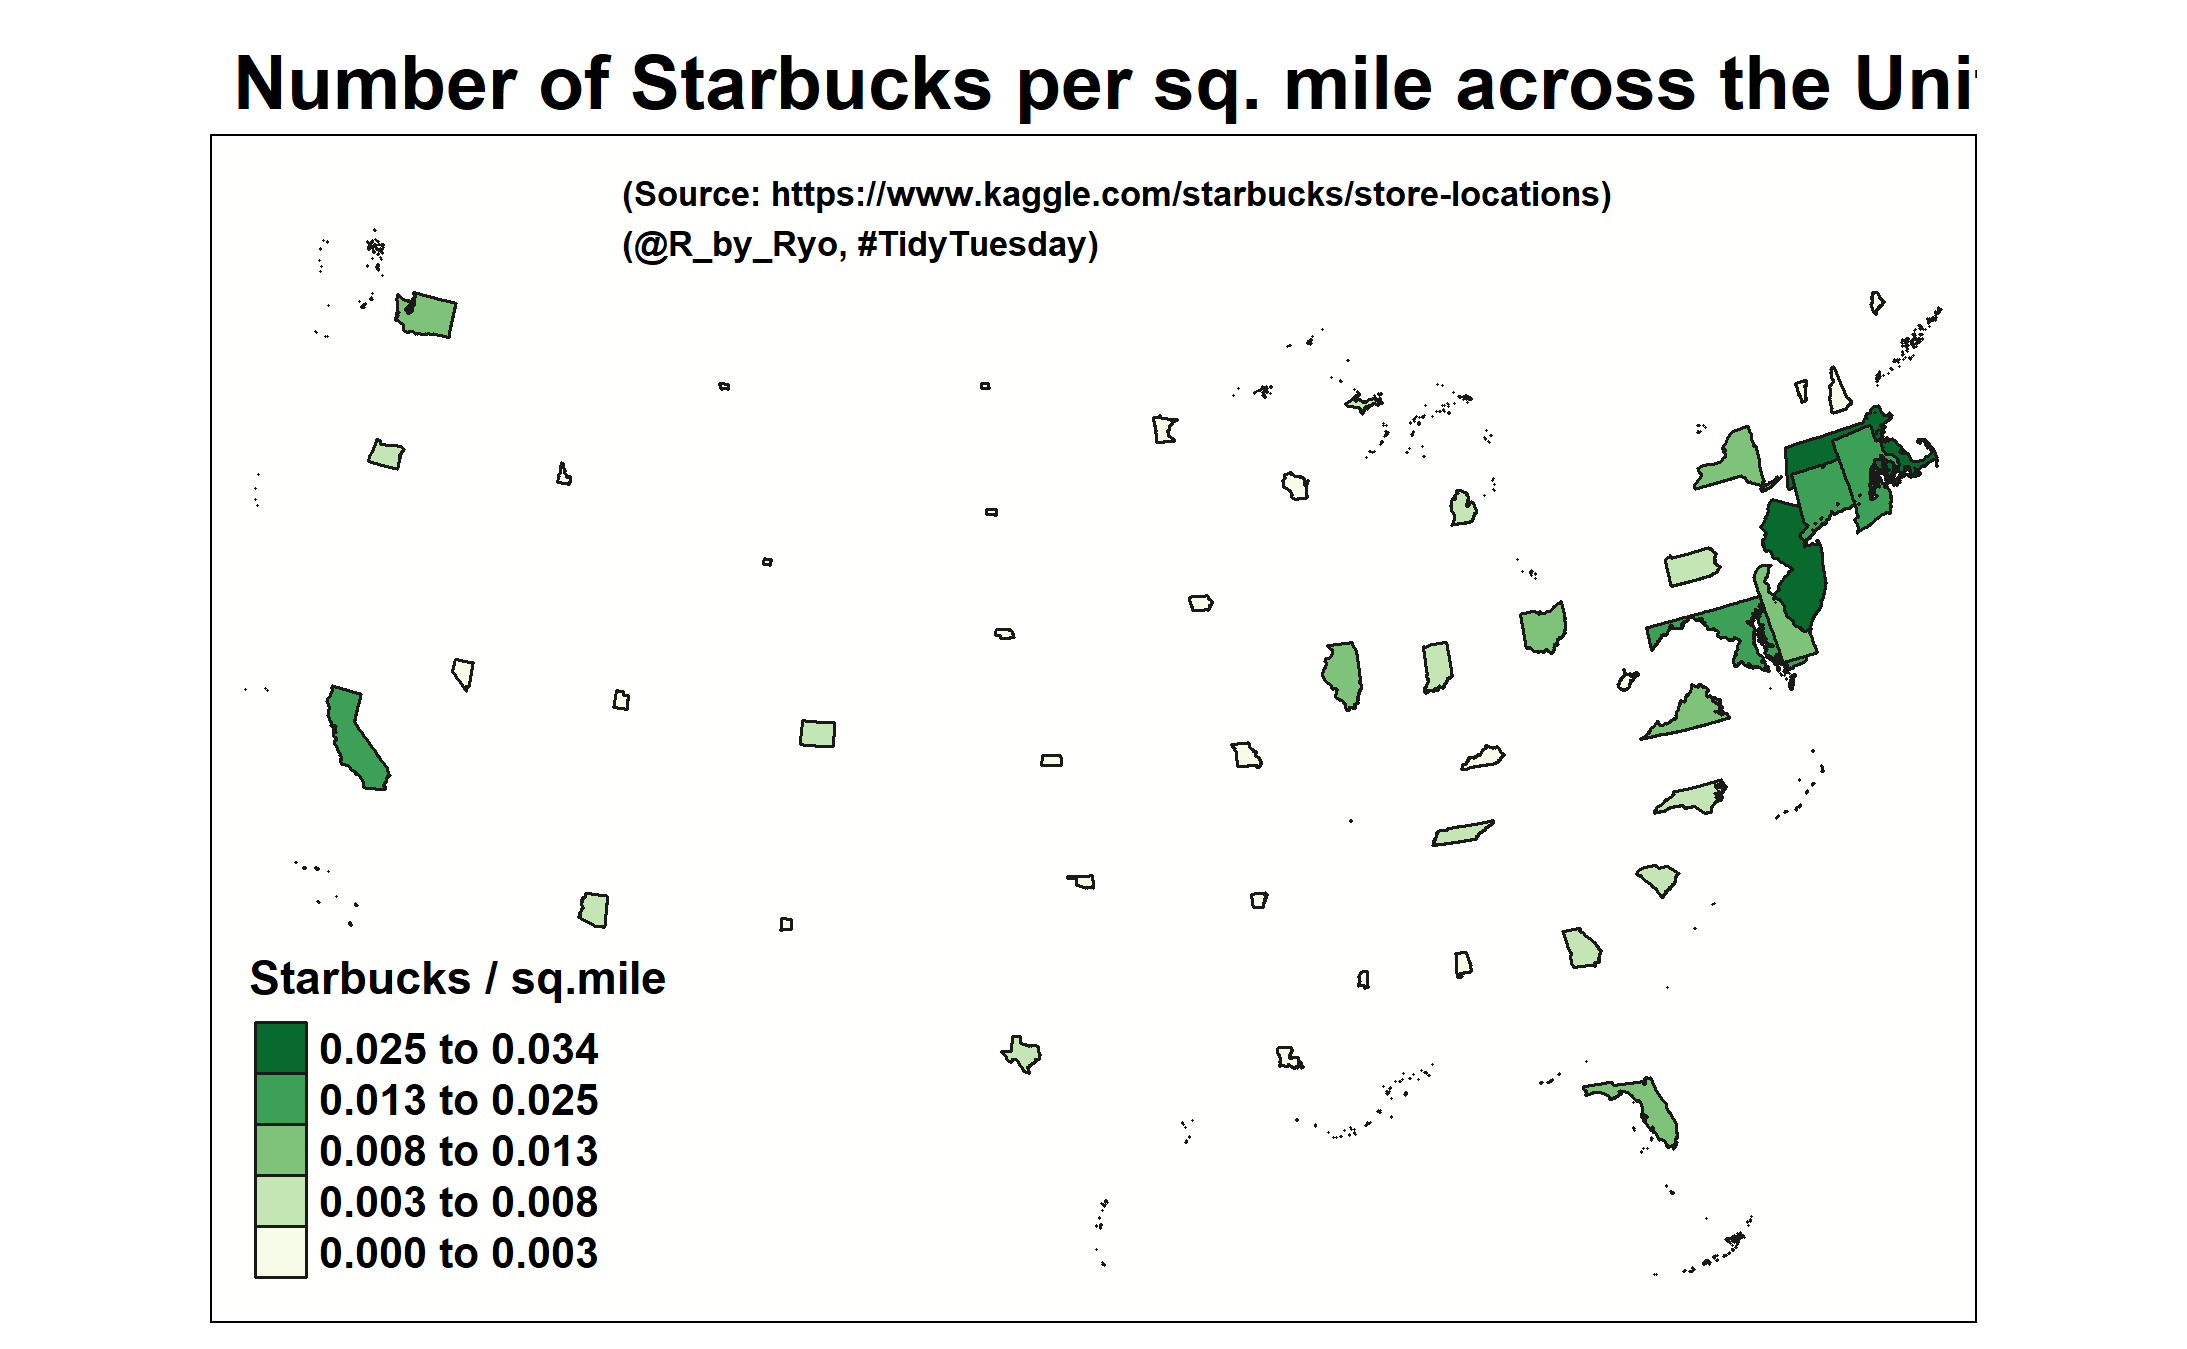 Number of Starbucks per sq. mile across the Uni
(Source: https://www.kaggle.com/starbucks/store-locations)
(@R_by_Ryo, #TidyTuesday)
Starbucks / sq.mile
0.025 to 0.034
0.013 to 0.025
0.008 to 0.013
0.003 to 0.008
0.000 to 0.003